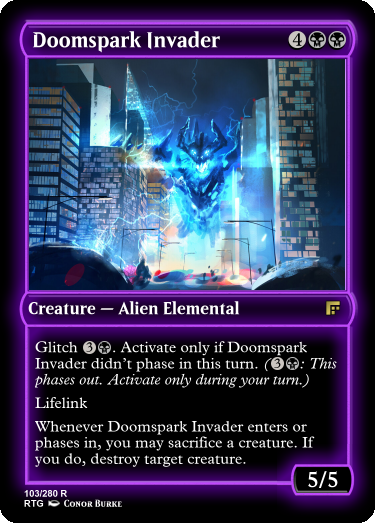 Doomspark Invader 4
Creature — Alien Elemental
Glitch 3. Activate only if Doomspark
Invader didn't phase in this turn. (3: This
phases out. Activate only during your turn.)
Lifelink
Whenever Doomspark Invader enters or
phases in, you may sacrifice a creature. If
you do, destroy target creature.
5/5
103/280 R
RTG Conor Burke